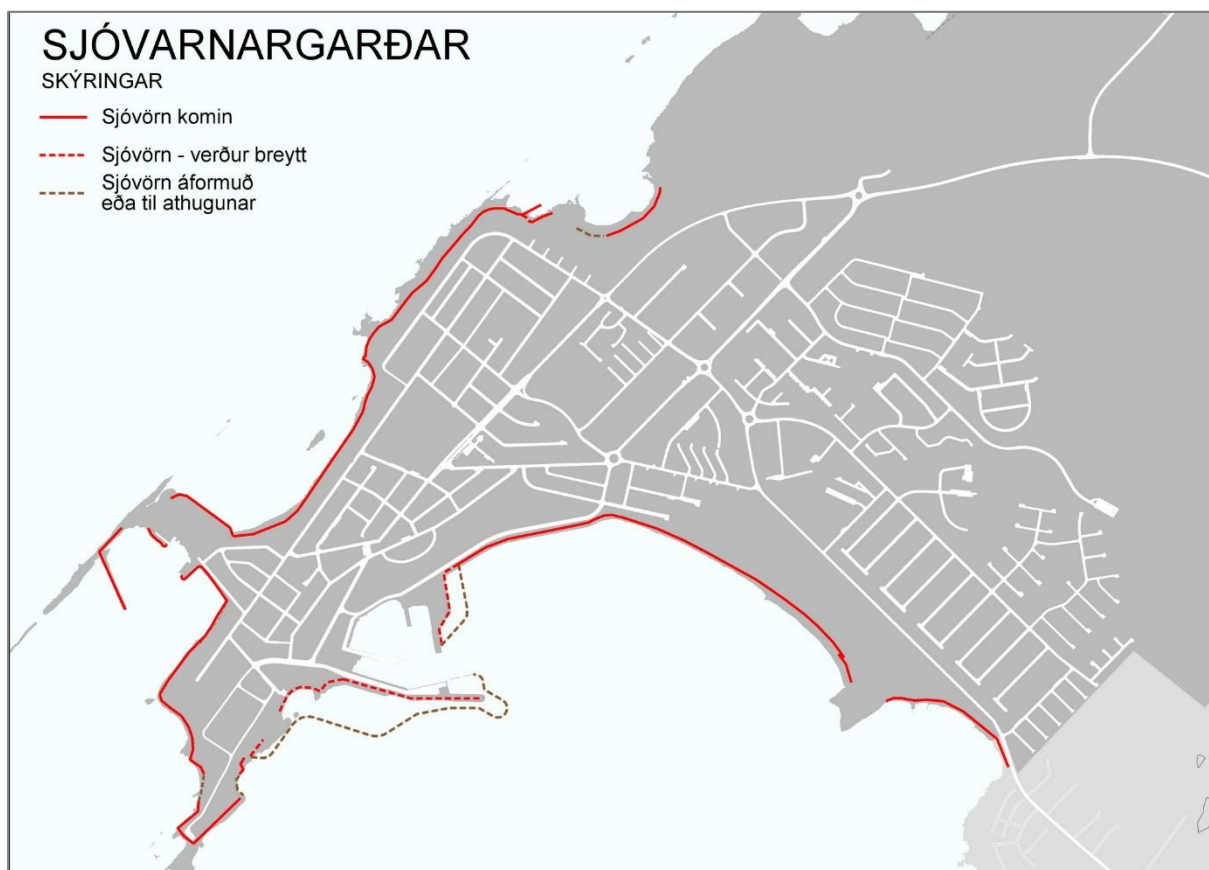 SJÓVARNARGARÐAR
SKÝRINGAR
Sjóvörn komin
Sjóvörn - verður breytt
Sjóvörn áformuð
eða til athugunar